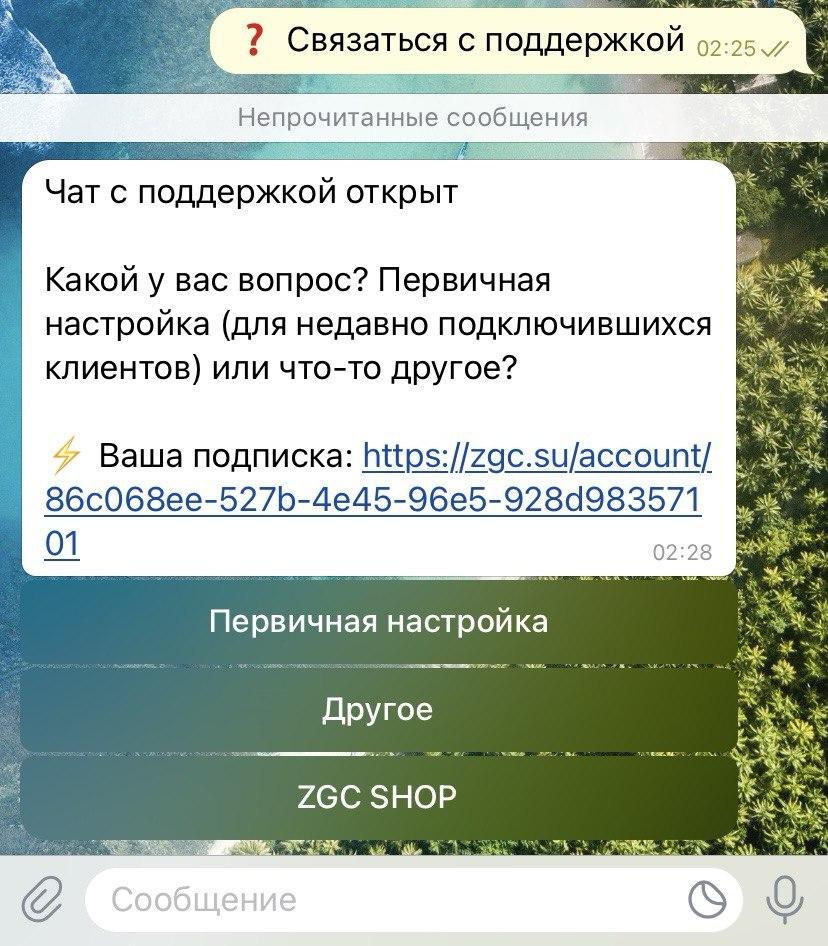 ❓ Связаться с поддержкой 02:25
Непрочитанные сообщения
Чат с поддержкой открыт
Какой у вас вопрос? Первичная
настройка (для недавно подключившихся
клиентов) или что-то другое?
⚡ Ваша подписка: https://zgc.su/account/
86c068ee-527b-4e45-96e5-928d983571
01 02:28
Первичная настройка
Другое
ZGC SHOP
Сообщение